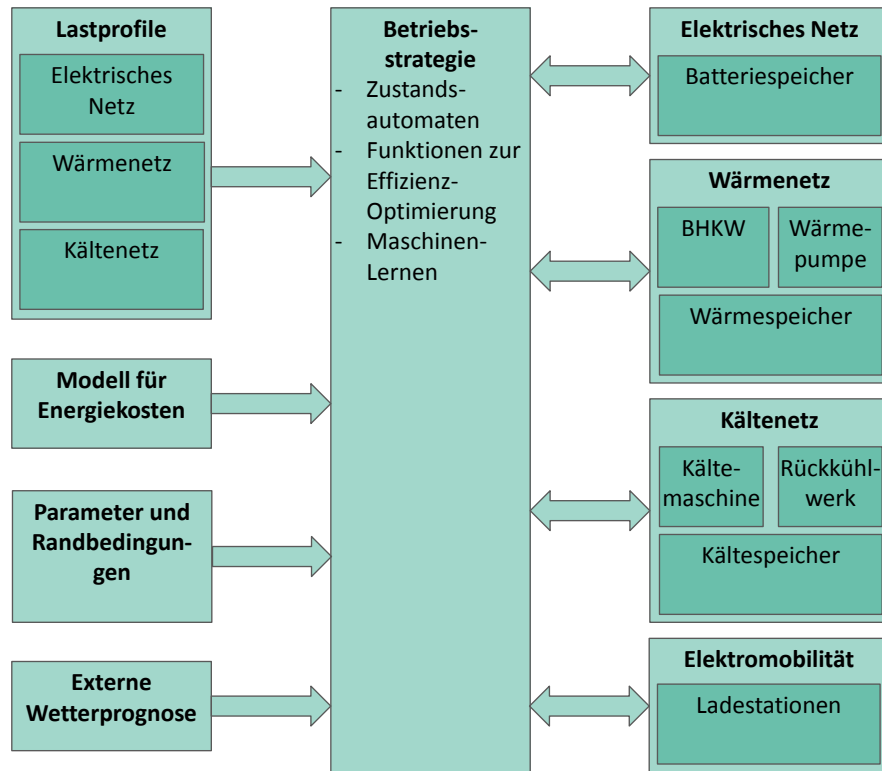 Lastprofile
Elektrisches
Netz
Wärmenetz
Kältenetz
Modell für
Energiekosten
Parameter und
Randbedingun-
gen
Externe
Wetterprognose
Betriebs-
strategie
- Zustands-
automaten
- Funktionen zur
Effizienz-
Optimierung
- Maschinen-
Lernen
Elektrisches Netz
Batteriespeicher
Wärmenetz
BHKW
Wärme-
pumpe
Wärmespeicher
Kältenetz
Kälte-
maschine
Rückkühl-
werk
Kältespeicher
Elektromobilität
Ladestationen